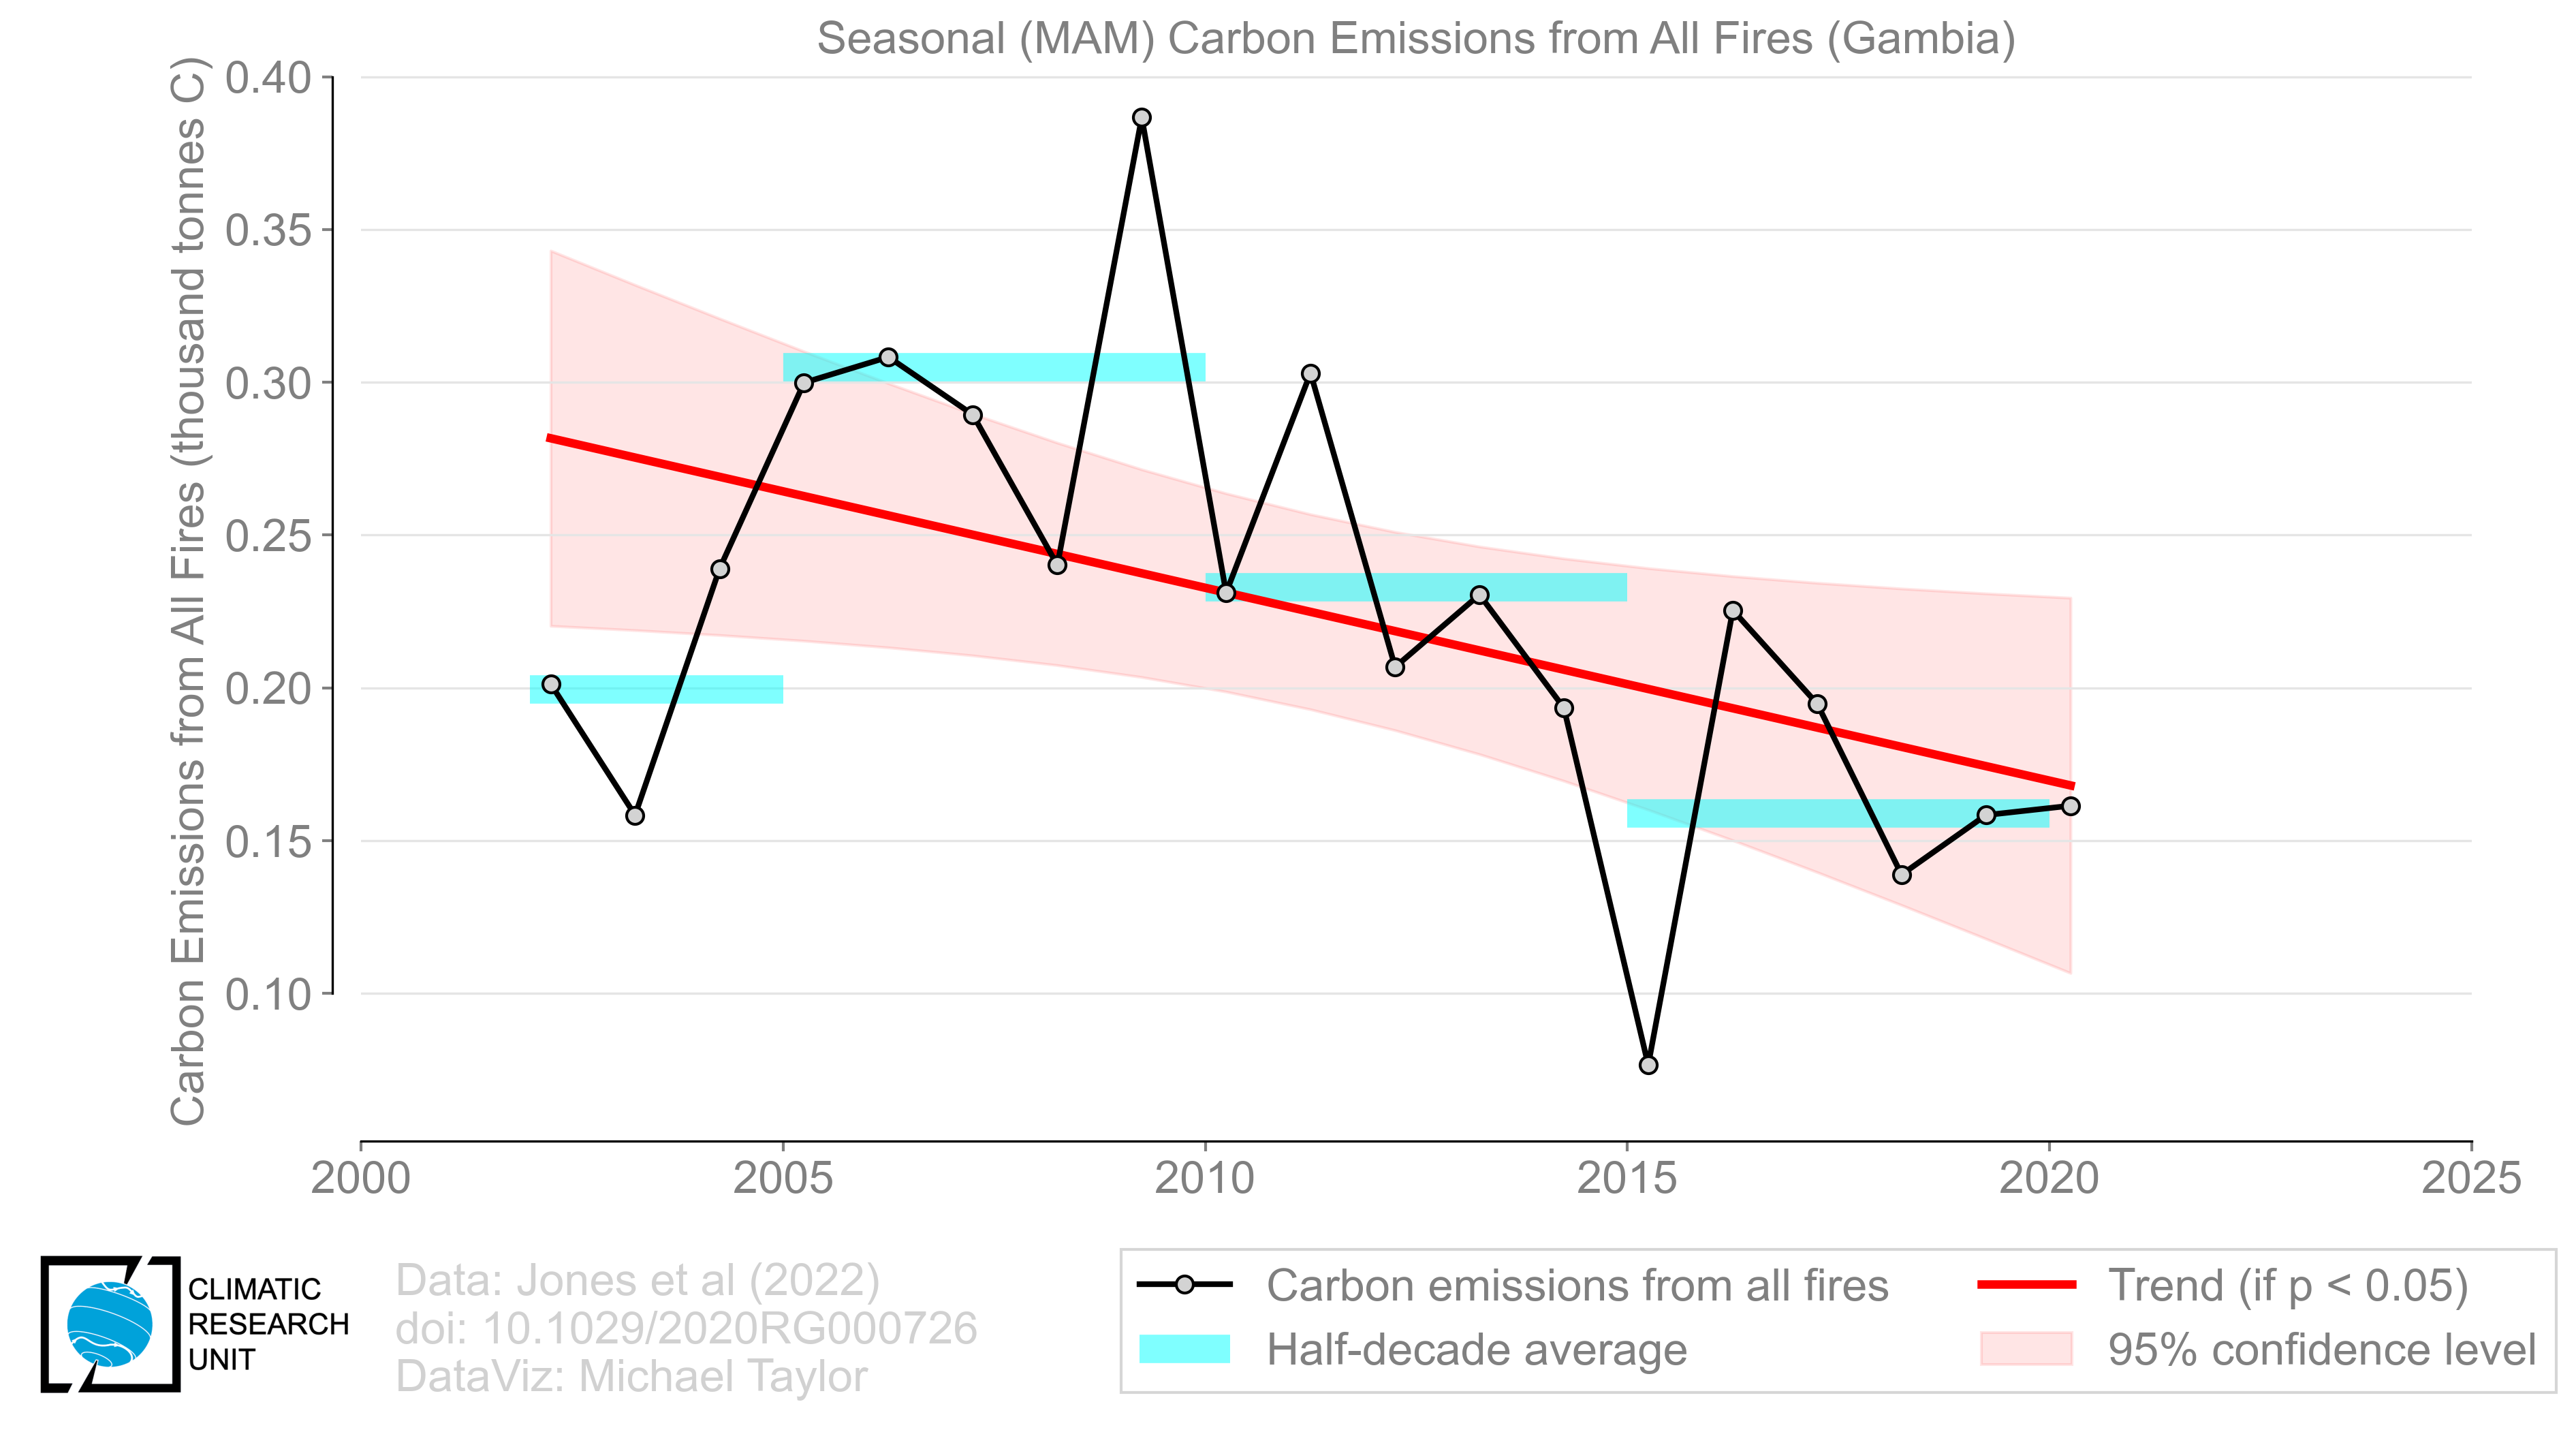 Seasonal (MAM) Carbon Emissions from All Fires (Gambia)
Carbon Emissions from All Fires (thousand tonnes C)
0.40
0.35
0.30
0.25
0.20
0.15
0.10
2000 2005 2010 2015 2020 2025
CLIMATIC
RESEARCH
UNIT
Data: Jones et al (2022)
doi: 10.1029/2020RG000726
DataViz: Michael Taylor
Carbon emissions from all fires
Half-decade average
Trend (if p < 0.05)
95% confidence level